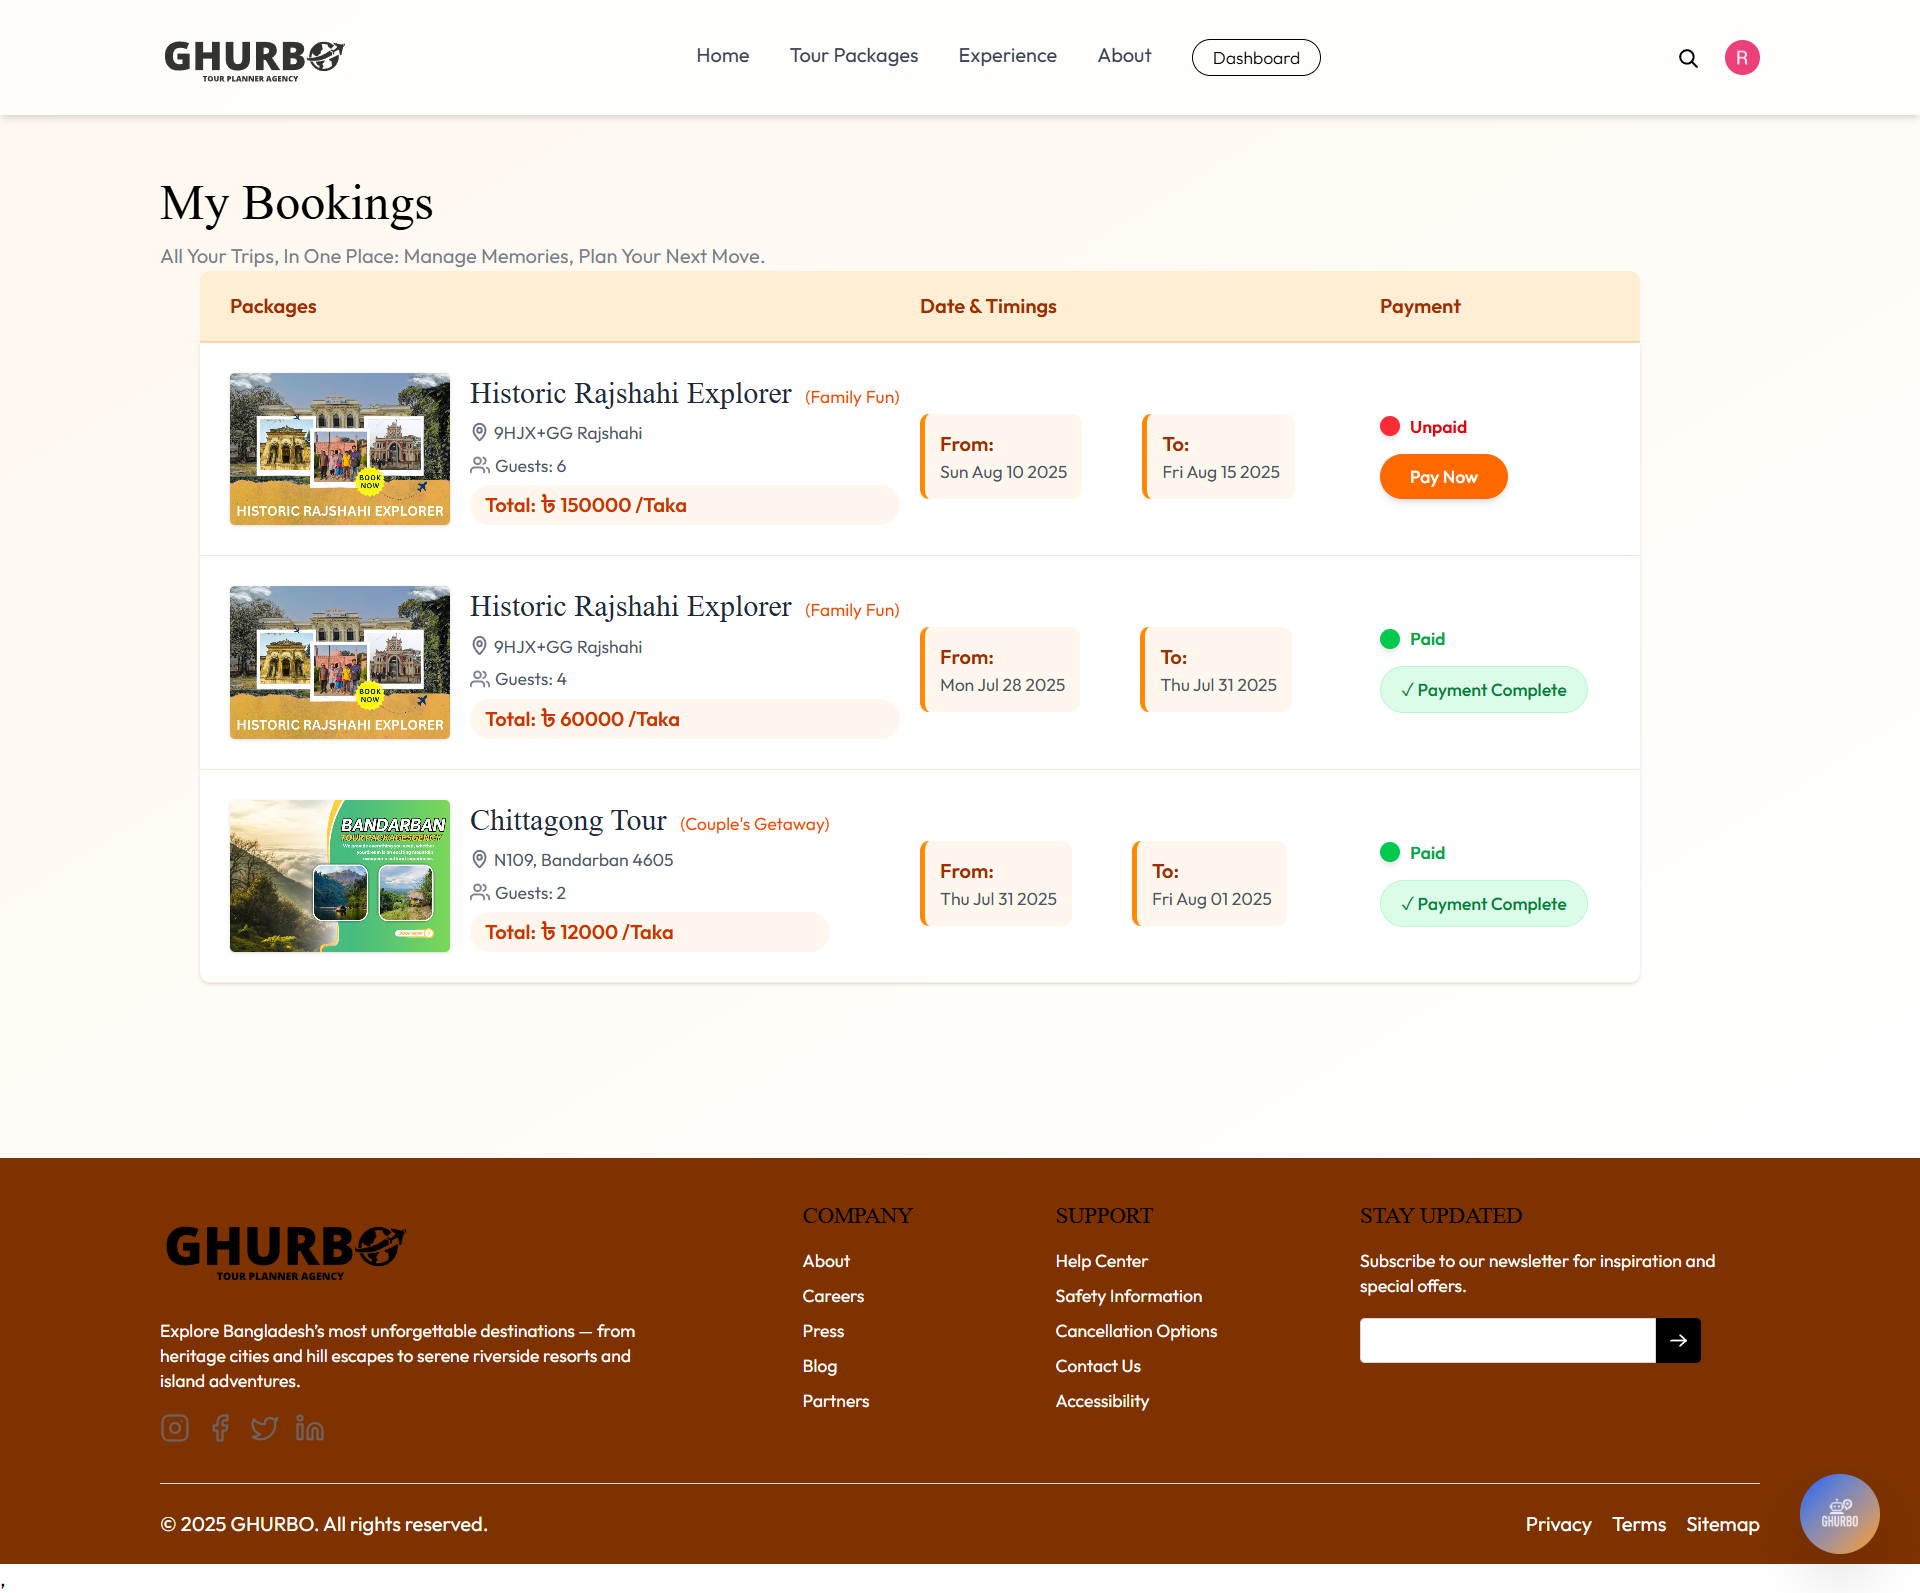 GHURBO
TOUR PLANNER AGENCY
Home
Tour Packages
Experience
About
Dashboard
R
My Bookings
All Your Trips, In One Place: Manage Memories, Plan Your Next Move.
Packages
Date & Timings
Payment
BOOK
NOW
HISTORIC RAJSHAHI EXPLORER
Historic Rajshahi Explorer (Family Fun)
9HJX+GG Rajshahi
Guests: 6
Total: ৳ 150000 /Taka
From:
Sun Aug 10 2025
To:
Fri Aug 15 2025
Unpaid
Pay Now
BOOK
NOW
HISTORIC RAJSHAHI EXPLORER
Historic Rajshahi Explorer (Family Fun)
9HJX+GG Rajshahi
Guests: 4
Total: ৳ 60000 /Taka
From:
Mon Jul 28 2025
To:
Thu Jul 31 2025
Paid
✓ Payment Complete
BANDARBAN
Chittagong Tour (Couple's Getaway)
N109, Bandarban 4605
Guests: 2
Total: ৳ 12000 /Taka
From:
Thu Jul 31 2025
To:
Fri Aug 01 2025
Paid
✓ Payment Complete
GHURBO
TOUR PLANNER AGENCY
Explore Bangladesh’s most unforgettable destinations — from
heritage cities and hill escapes to serene riverside resorts and
island adventures.
COMPANY
About
Careers
Press
Blog
Partners
SUPPORT
Help Center
Safety Information
Cancellation Options
Contact Us
Accessibility
STAY UPDATED
Subscribe to our newsletter for inspiration and
special offers.
© 2025 GHURBO. All rights reserved.
Privacy
Terms
Sitemap
GHURBO
,